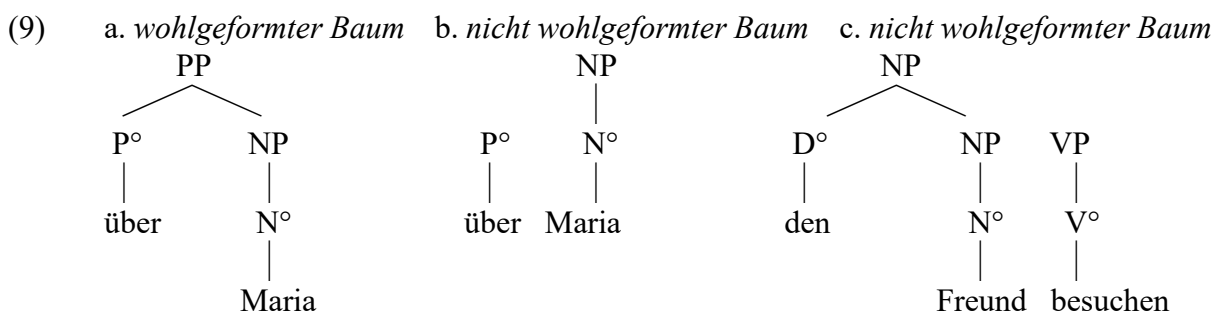 (9) a. wohlgeformter Baum b. nicht wohlgeformter Baum c. nicht wohlgeformter Baum
PP NP NP
P° NP P° N° D° NP VP
über N° über Maria den N° V°
Maria Freund besuchen